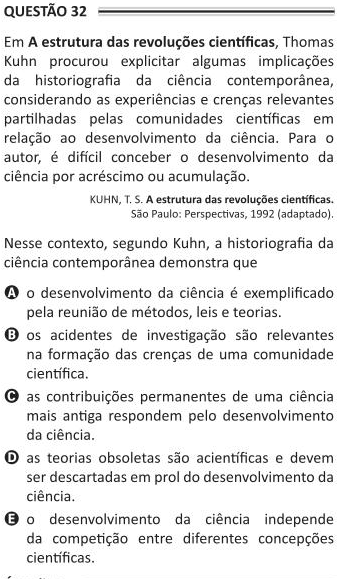 QUESTÃO 32
Em A estrutura das revoluções científicas, Thomas
Kuhn procurou explicitar algumas implicações
da historiografia da ciência contemporânea,
considerando as experiências e crenças relevantes
partilhadas pelas comunidades científicas em
relação ao desenvolvimento da ciência. Para o
autor, é difícil conceber o desenvolvimento da
ciência por acréscimo ou acumulação.
KUHN, T. S. A estrutura das revoluções científicas.
São Paulo: Perspectivas, 1992 (adaptado).
Nesse contexto, segundo Kuhn, a historiografia da
ciência contemporânea demonstra que
A o desenvolvimento da ciência é exemplificado
pela reunião de métodos, leis e teorias.
B os acidentes de investigação são relevantes
na formação das crenças de uma comunidade
científica.
C as contribuições permanentes de uma ciência
mais antiga respondem pelo desenvolvimento
da ciência.
D as teorias obsoletas são acientíficas e devem
ser descartadas em prol do desenvolvimento da
ciência.
E o desenvolvimento da ciência independe
da competição entre diferentes concepções
científicas.